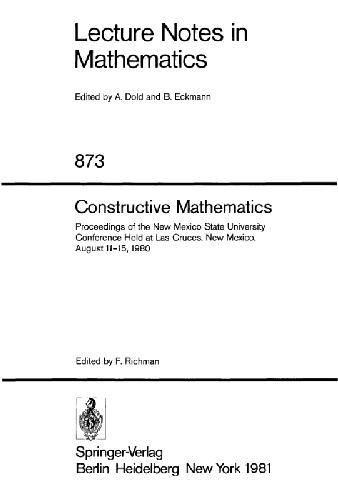 Lecture Notes in
Mathematics
Edited by A. Dold and B. Eckmann
873
Constructive Mathematics
Proceedings of the New Mexico State University
Conference Held at Las Cruces, New Mexico,
August 11–15, 1980
Edited by F. Richman
Springer-Verlag
Berlin Heidelberg New York 1981